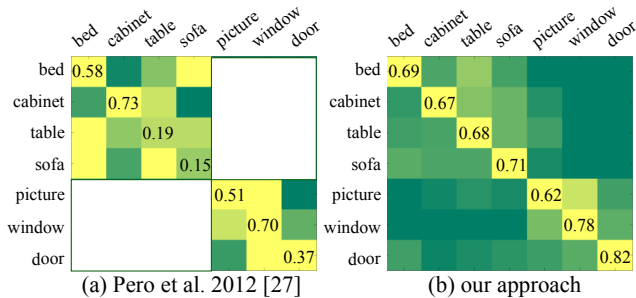 bed cabinet table sofa picture window door
bed cabinet table sofa picture window door
bed 0.58
cabinet 0.73
table 0.19
sofa 0.15
picture 0.51
window 0.70
door 0.37
bed 0.69
cabinet 0.67
table 0.68
sofa 0.71
picture 0.62
window 0.78
door 0.82
(a) Pero et al. 2012 [27]
(b) our approach